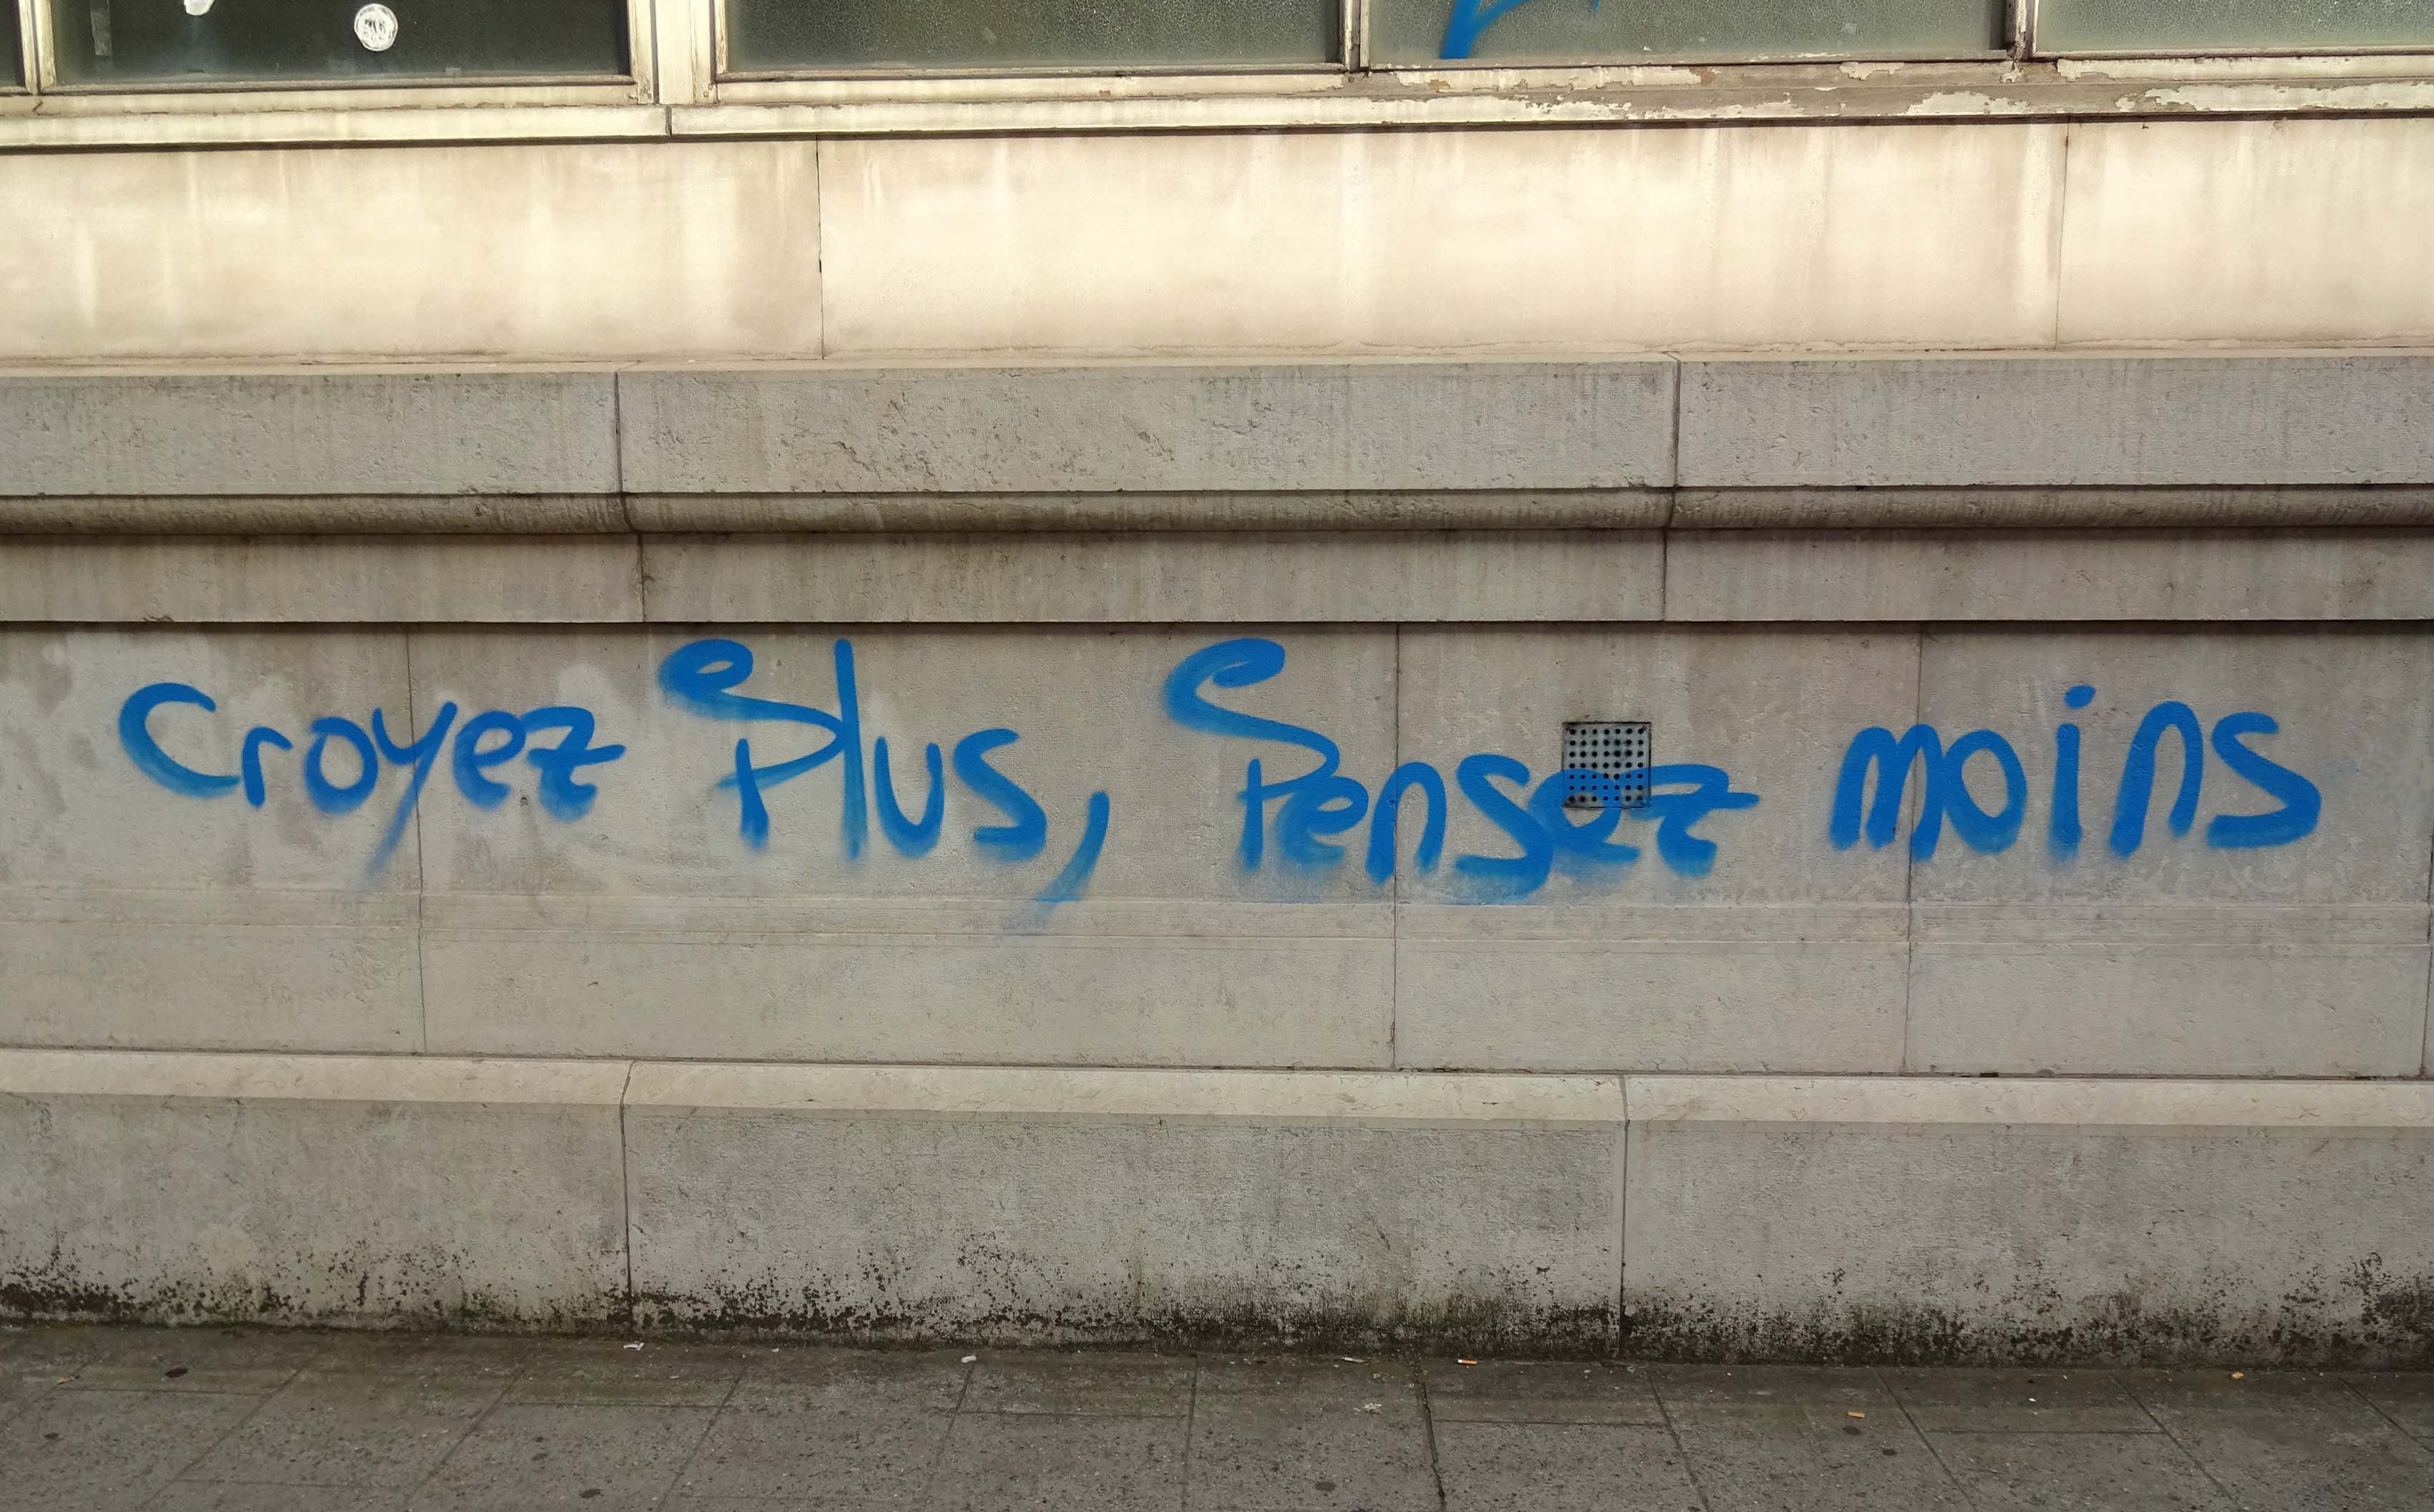 Croyez Plus, Pensez moins